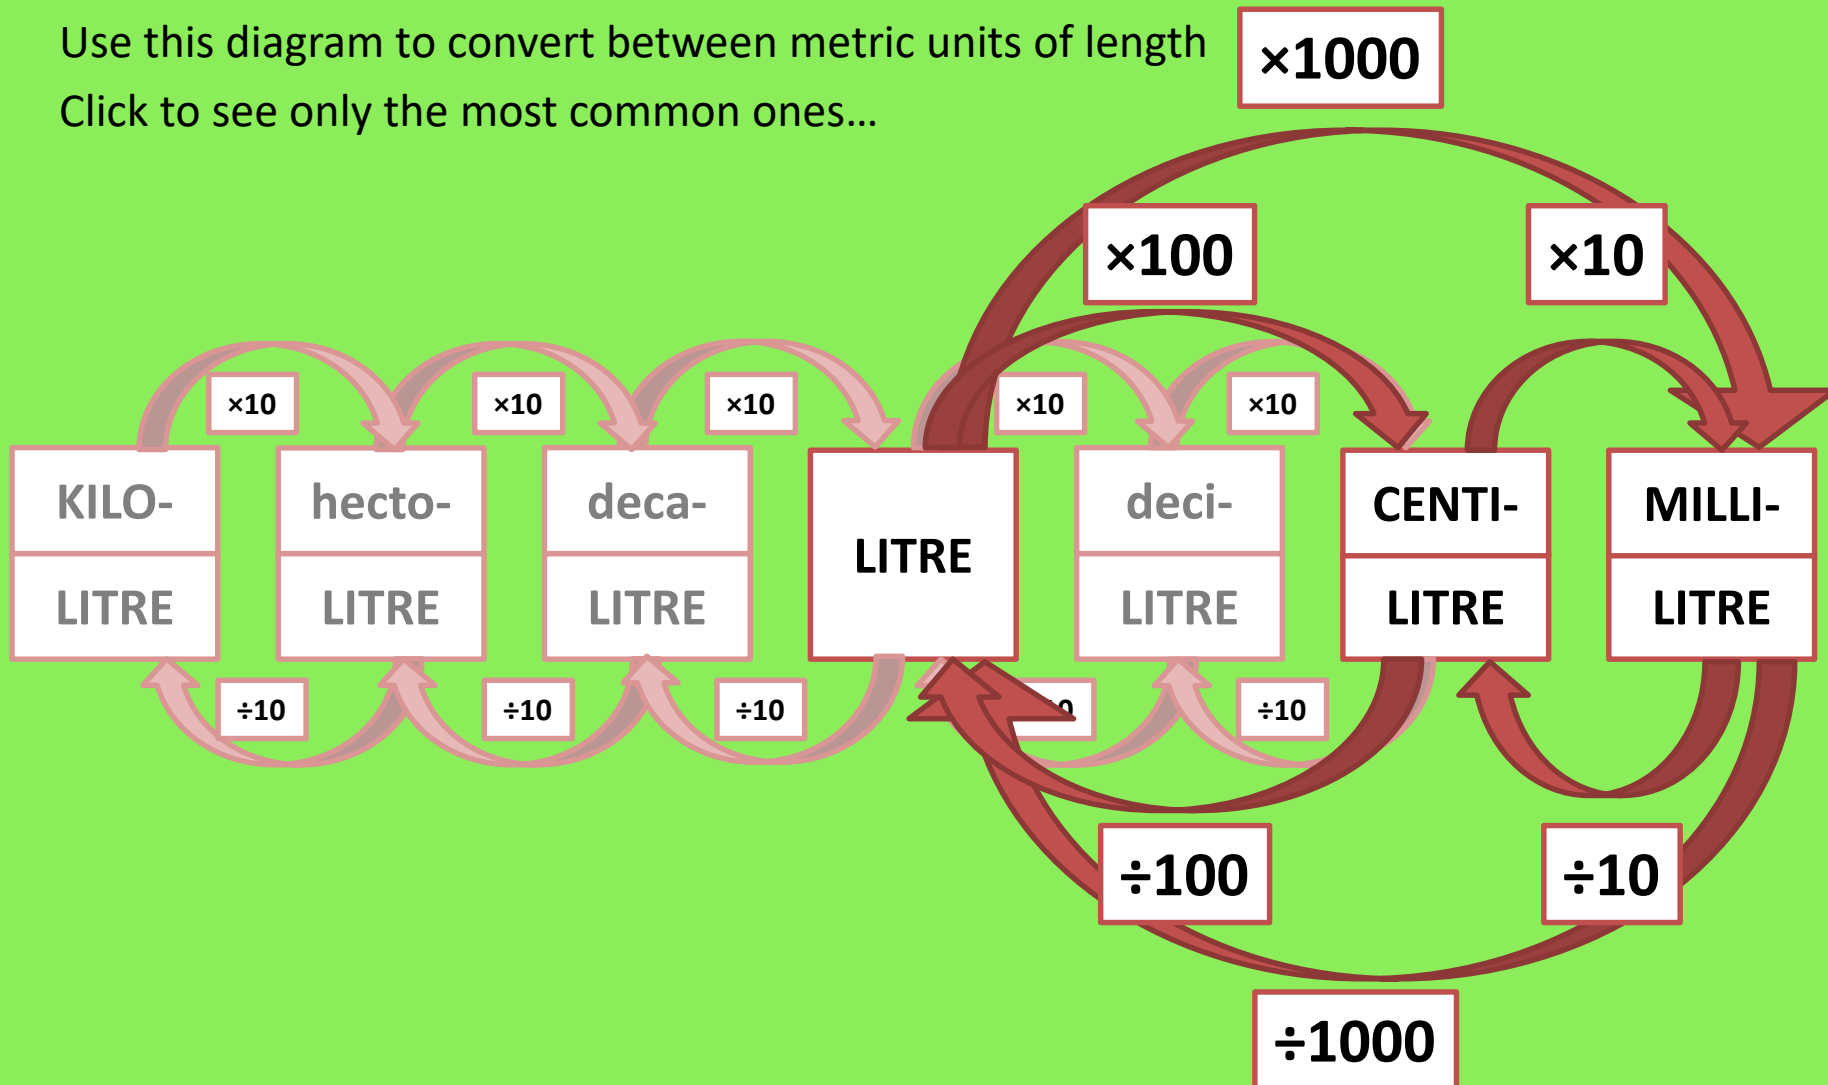 Use this diagram to convert between metric units of length
Click to see only the most common ones…
×1000
×100
×10
×10
×10
×10
×10
×10
KILO-
LITRE
hecto-
LITRE
deca-
LITRE
LITRE
deci-
LITRE
CENTI-
LITRE
MILLI-
LITRE
÷10
÷10
÷10
÷10
÷100
÷10
÷1000